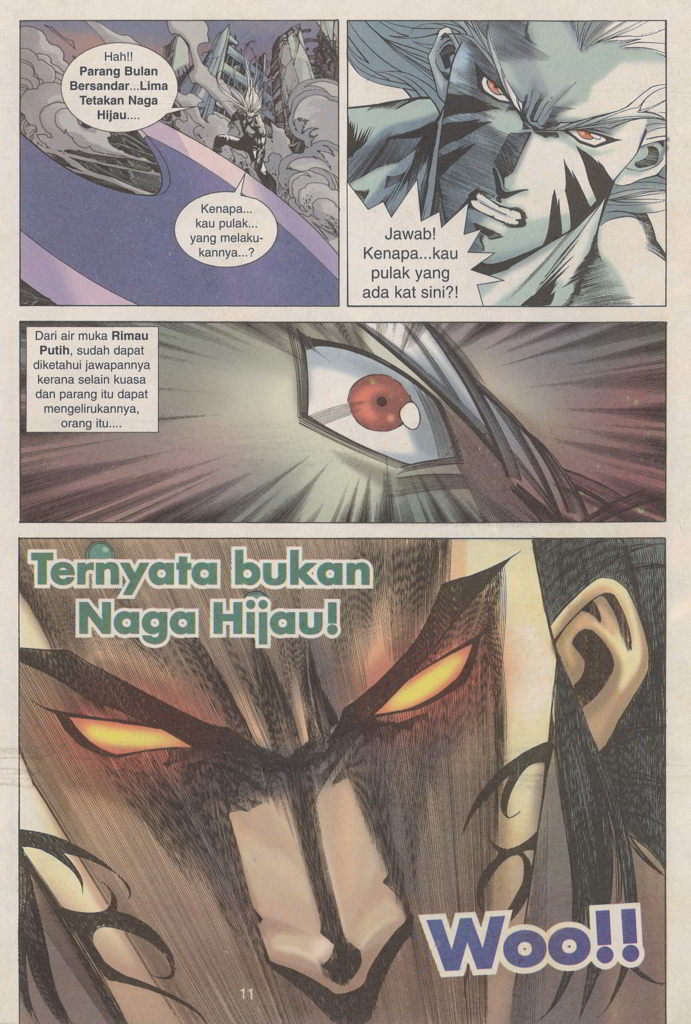 Hah!!
Parang Bulan
Bersandar...Lima
Tetakan Naga
Hijau....
Kenapa...
kau pulak...
yang melaku-
kannya...?
Jawab!
Kenapa...kau
pulak yang
ada kat sini?!
Dari air muka Rimau
Putih, sudah dapat
diketahui jawapannya
kerana selain kuasa
dan parang itu dapat
mengelirukannya,
orang itu....
Ternyata bukan
Naga Hijau!
Woo!!
11